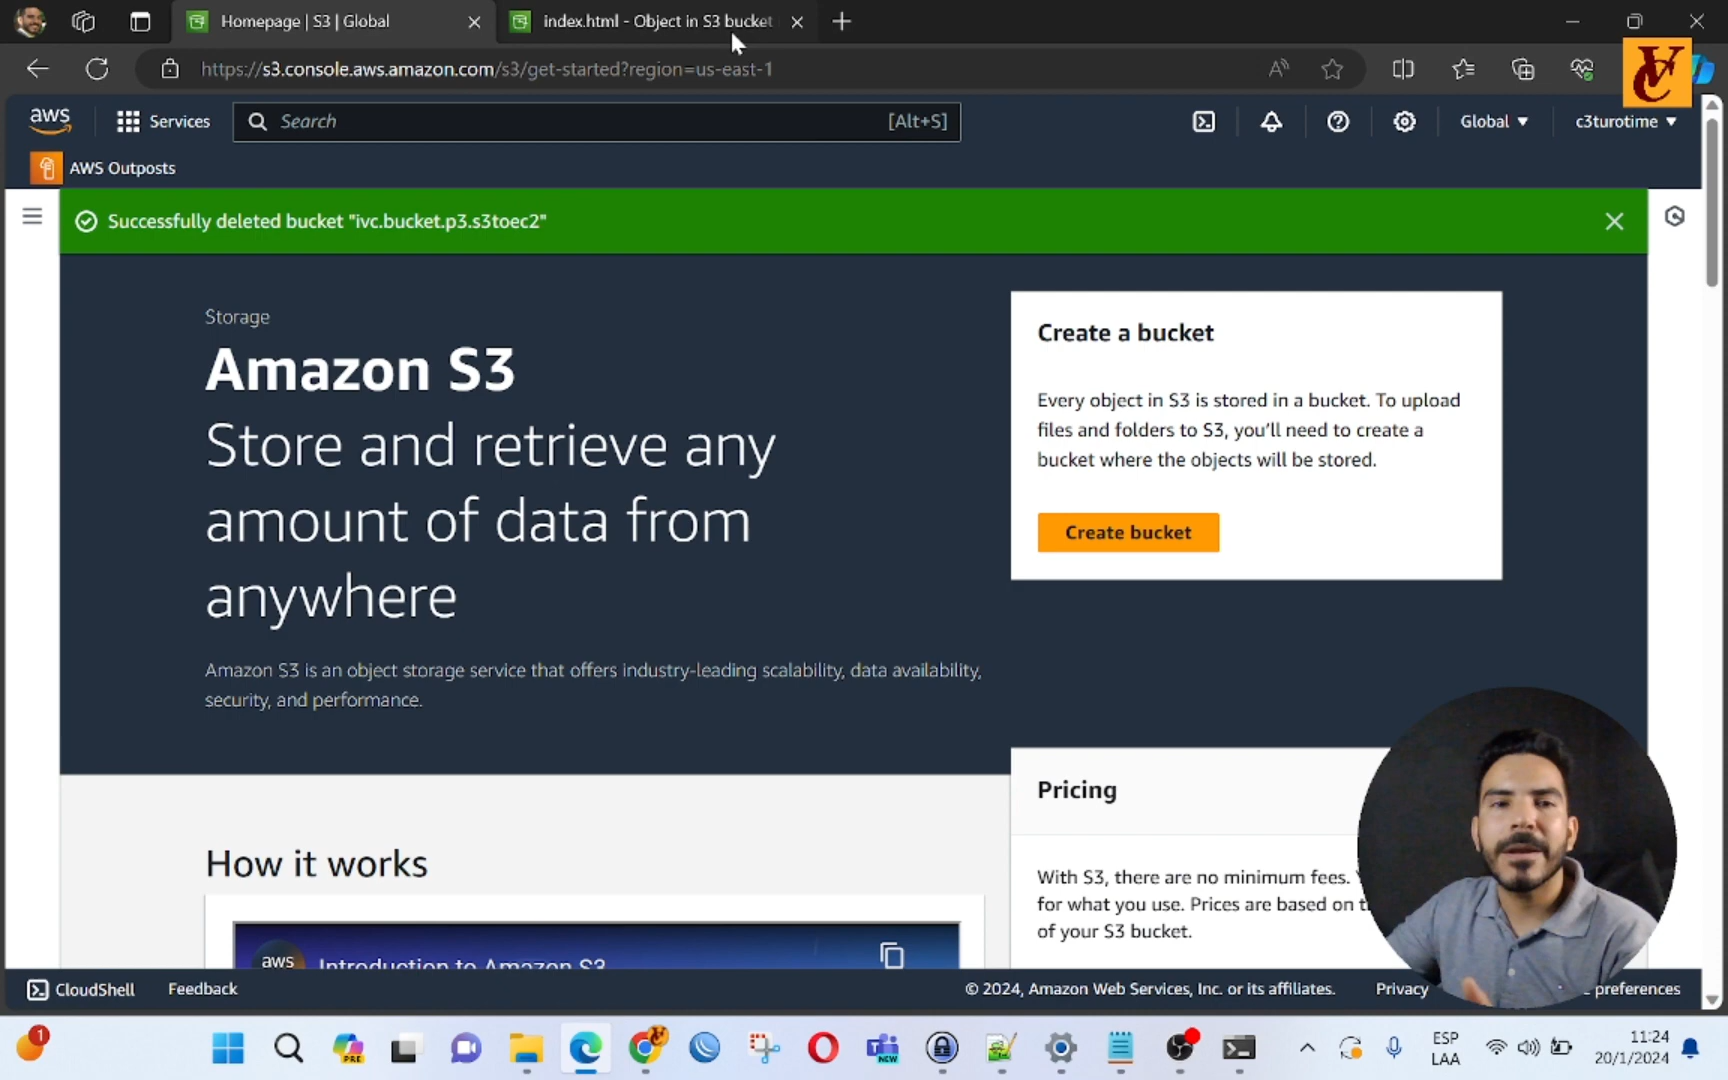 Homepage | S3 | Global
index.html - Object in S3 bucket
https://s3.console.aws.amazon.com/s3/get-started?region=us-east-1
VC
aws
Services
Search
[Alt+S]
Global
c3turotime
AWS Outposts
Successfully deleted bucket "ivc.bucket.p3.s3toec2"
Storage
Amazon S3
Store and retrieve any
amount of data from
anywhere
Amazon S3 is an object storage service that offers industry-leading scalability, data availability,
security, and performance.
Create a bucket
Every object in S3 is stored in a bucket. To upload
files and folders to S3, you'll need to create a
bucket where the objects will be stored.
Create bucket
Pricing
With S3, there are no minimum fees.
for what you use. Prices are based on
of your S3 bucket.
How it works
aws
Introduction to Amazon S3
CloudShell
Feedback
© 2024, Amazon Web Services, Inc. or its affiliates.
Privacy
preferences
1
PRE
NEW
ESP
LAA
11:24
20/1/2024